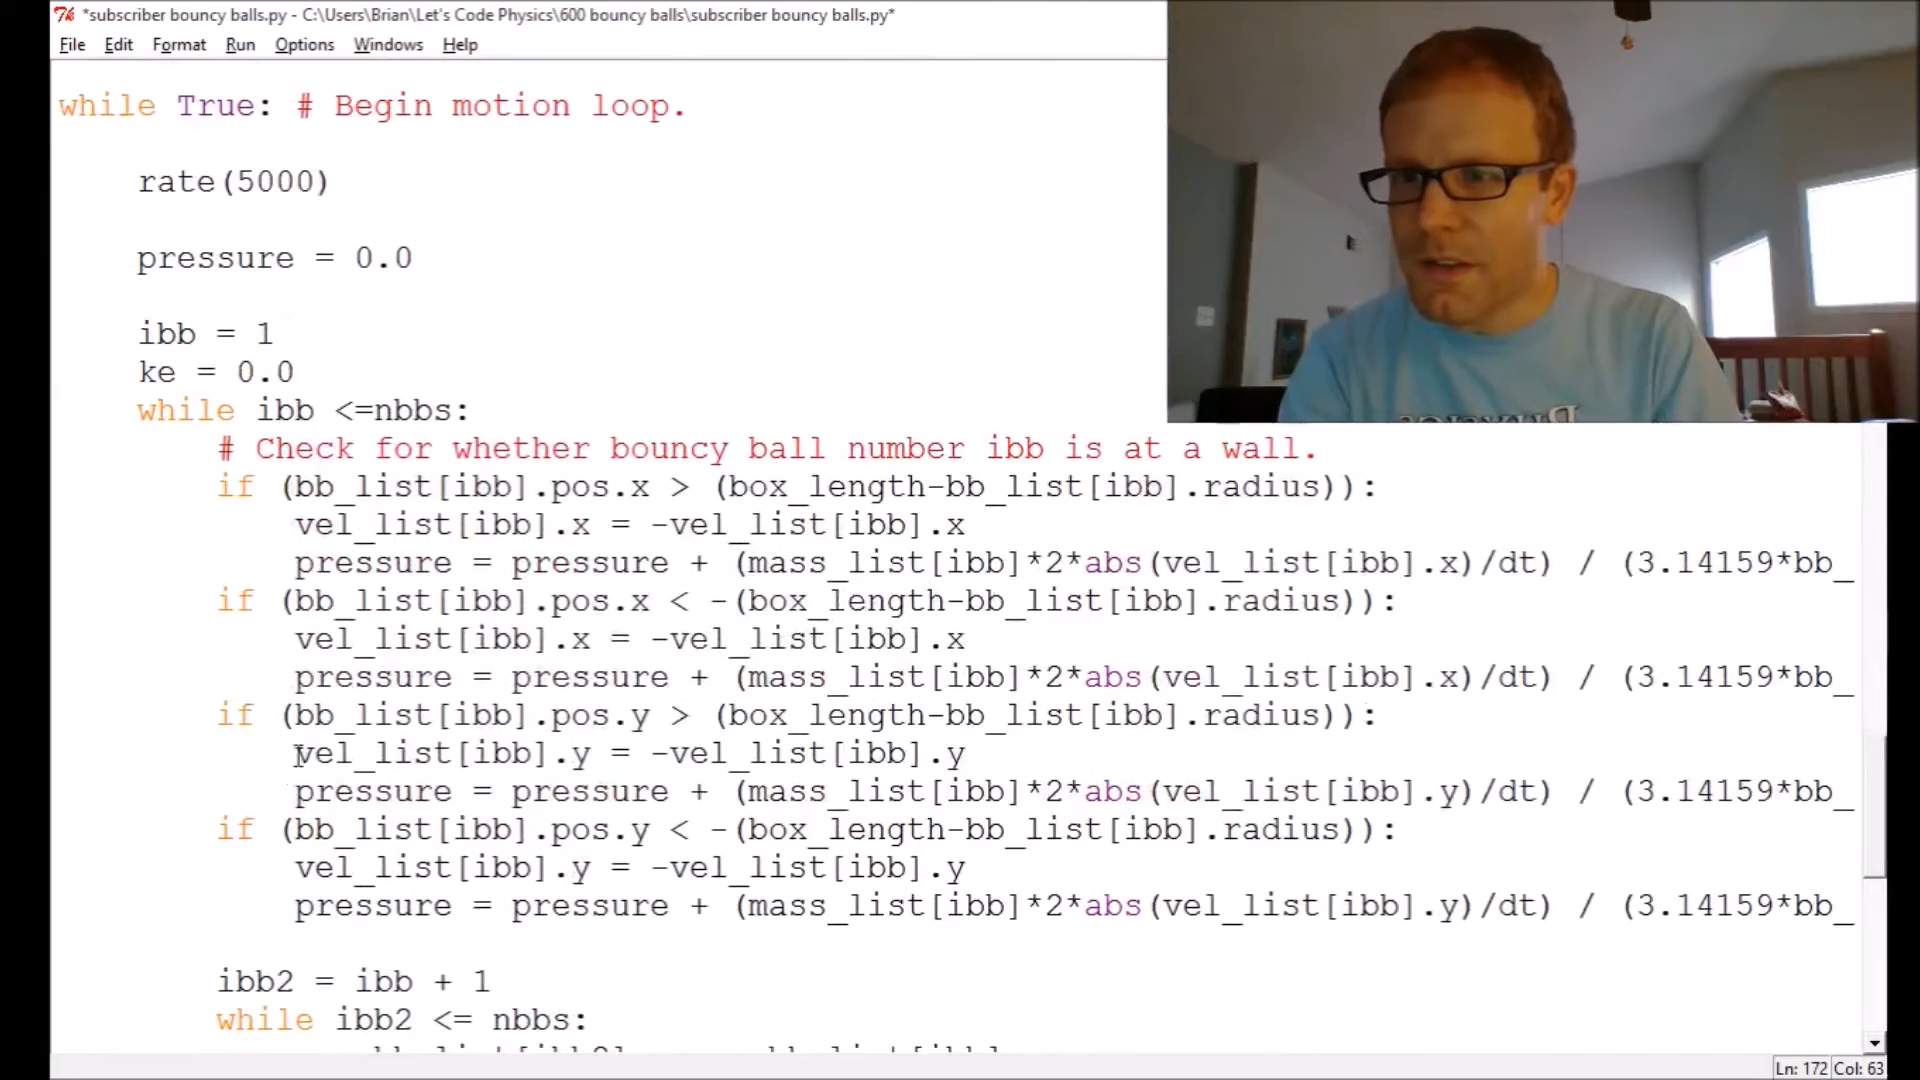 *subscriber bouncy balls.py - C:\Users\Brian\Let's Code Physics\600 bouncy balls\subscriber bouncy balls.py*
File Edit Format Run Options Windows Help
while True: # Begin motion loop.
rate(5000)
pressure = 0.0
ibb = 1
ke = 0.0
while ibb <=nbbs:
# Check for whether bouncy ball number ibb is at a wall.
if (bb_list[ibb].pos.x > (box_length-bb_list[ibb].radius)):
vel_list[ibb].x = -vel_list[ibb].x
pressure = pressure + (mass_list[ibb]*2*abs(vel_list[ibb].x)/dt) / (3.14159*bb_
if (bb_list[ibb].pos.x < -(box_length-bb_list[ibb].radius)):
vel_list[ibb].x = -vel_list[ibb].x
pressure = pressure + (mass_list[ibb]*2*abs(vel_list[ibb].x)/dt) / (3.14159*bb_
if (bb_list[ibb].pos.y > (box_length-bb_list[ibb].radius)):
vel_list[ibb].y = -vel_list[ibb].y
pressure = pressure + (mass_list[ibb]*2*abs(vel_list[ibb].y)/dt) / (3.14159*bb_
if (bb_list[ibb].pos.y < -(box_length-bb_list[ibb].radius)):
vel_list[ibb].y = -vel_list[ibb].y
pressure = pressure + (mass_list[ibb]*2*abs(vel_list[ibb].y)/dt) / (3.14159*bb_
ibb2 = ibb + 1
while ibb2 <= nbbs:
Ln: 172 Col: 63